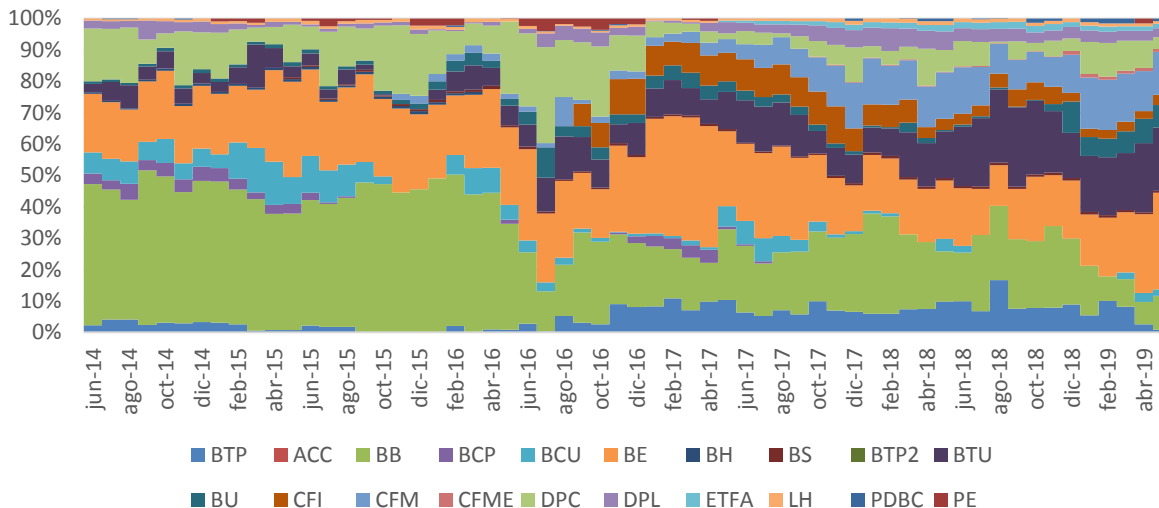 100%
90%
80%
70%
60%
50%
40%
30%
20%
10%
0%
jun-14
ago-14
oct-14
dic-14
feb-15
abr-15
jun-15
ago-15
oct-15
dic-15
feb-16
abr-16
jun-16
ago-16
oct-16
dic-16
feb-17
abr-17
jun-17
ago-17
oct-17
dic-17
feb-18
abr-18
jun-18
ago-18
oct-18
dic-18
feb-19
abr-19
BTP ACC BB BCP BCU BE BH BS BTP2 BTU
BU CFI CFM CFME DPC DPL ETFA LH PDBC PE